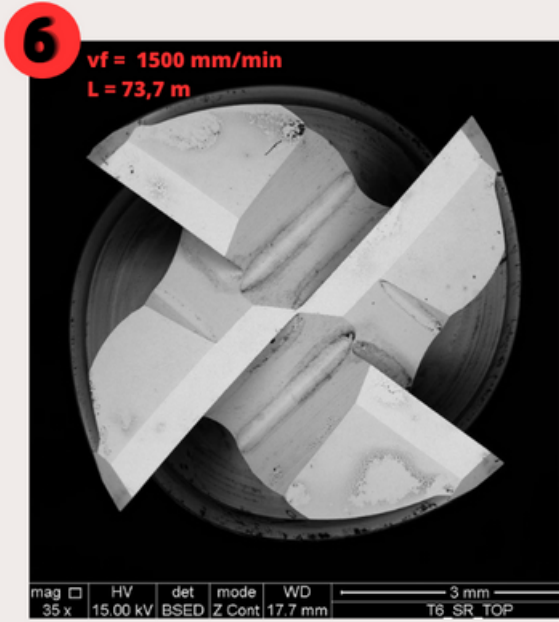 6
vf = 1500 mm/min
L = 73,7 m
mag □ HV det mode WD 3 mm
35 x 15.00 kV BSED Z Cont 17.7 mm T6_SR_TOP